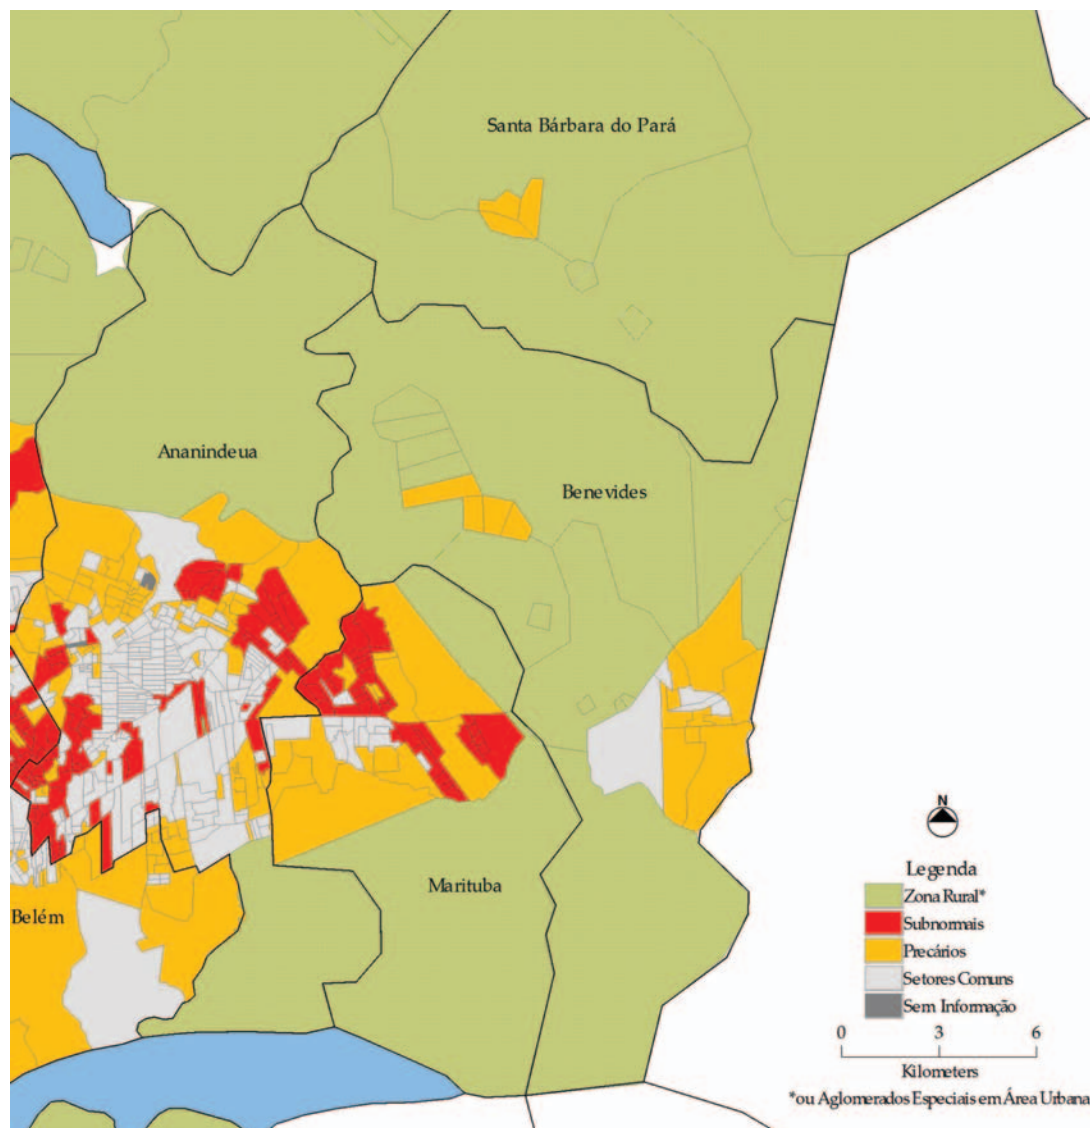 Santa Bárbara do Pará
Ananindeua
Benevides
Marituba
Belém
N
Legenda
Zona Rural*
Subnormais
Precários
Setores Comuns
Sem Informação
0 3 6
Kilometers
*ou Aglomerados Especiais em Área Urbana